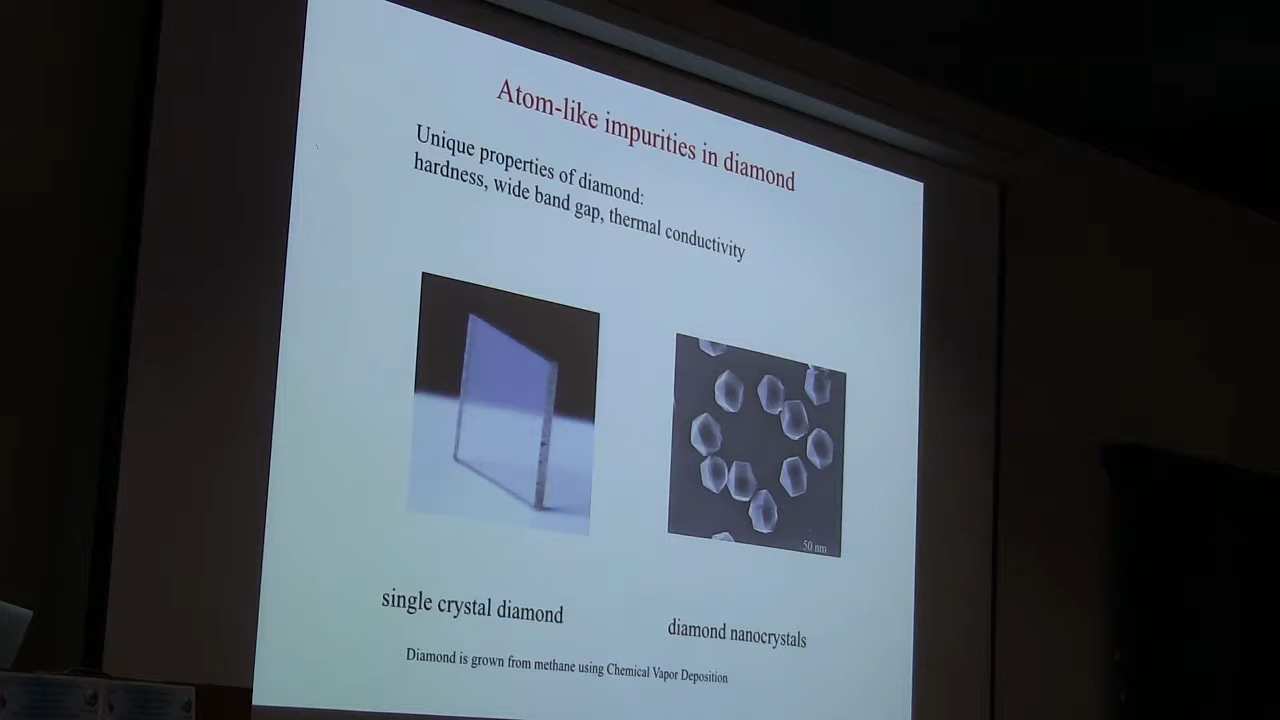 Atom-like impurities in diamond
Unique properties of diamond:
hardness, wide band gap, thermal conductivity
50 nm
single crystal diamond
diamond nanocrystals
Diamond is grown from methane using Chemical Vapor Deposition